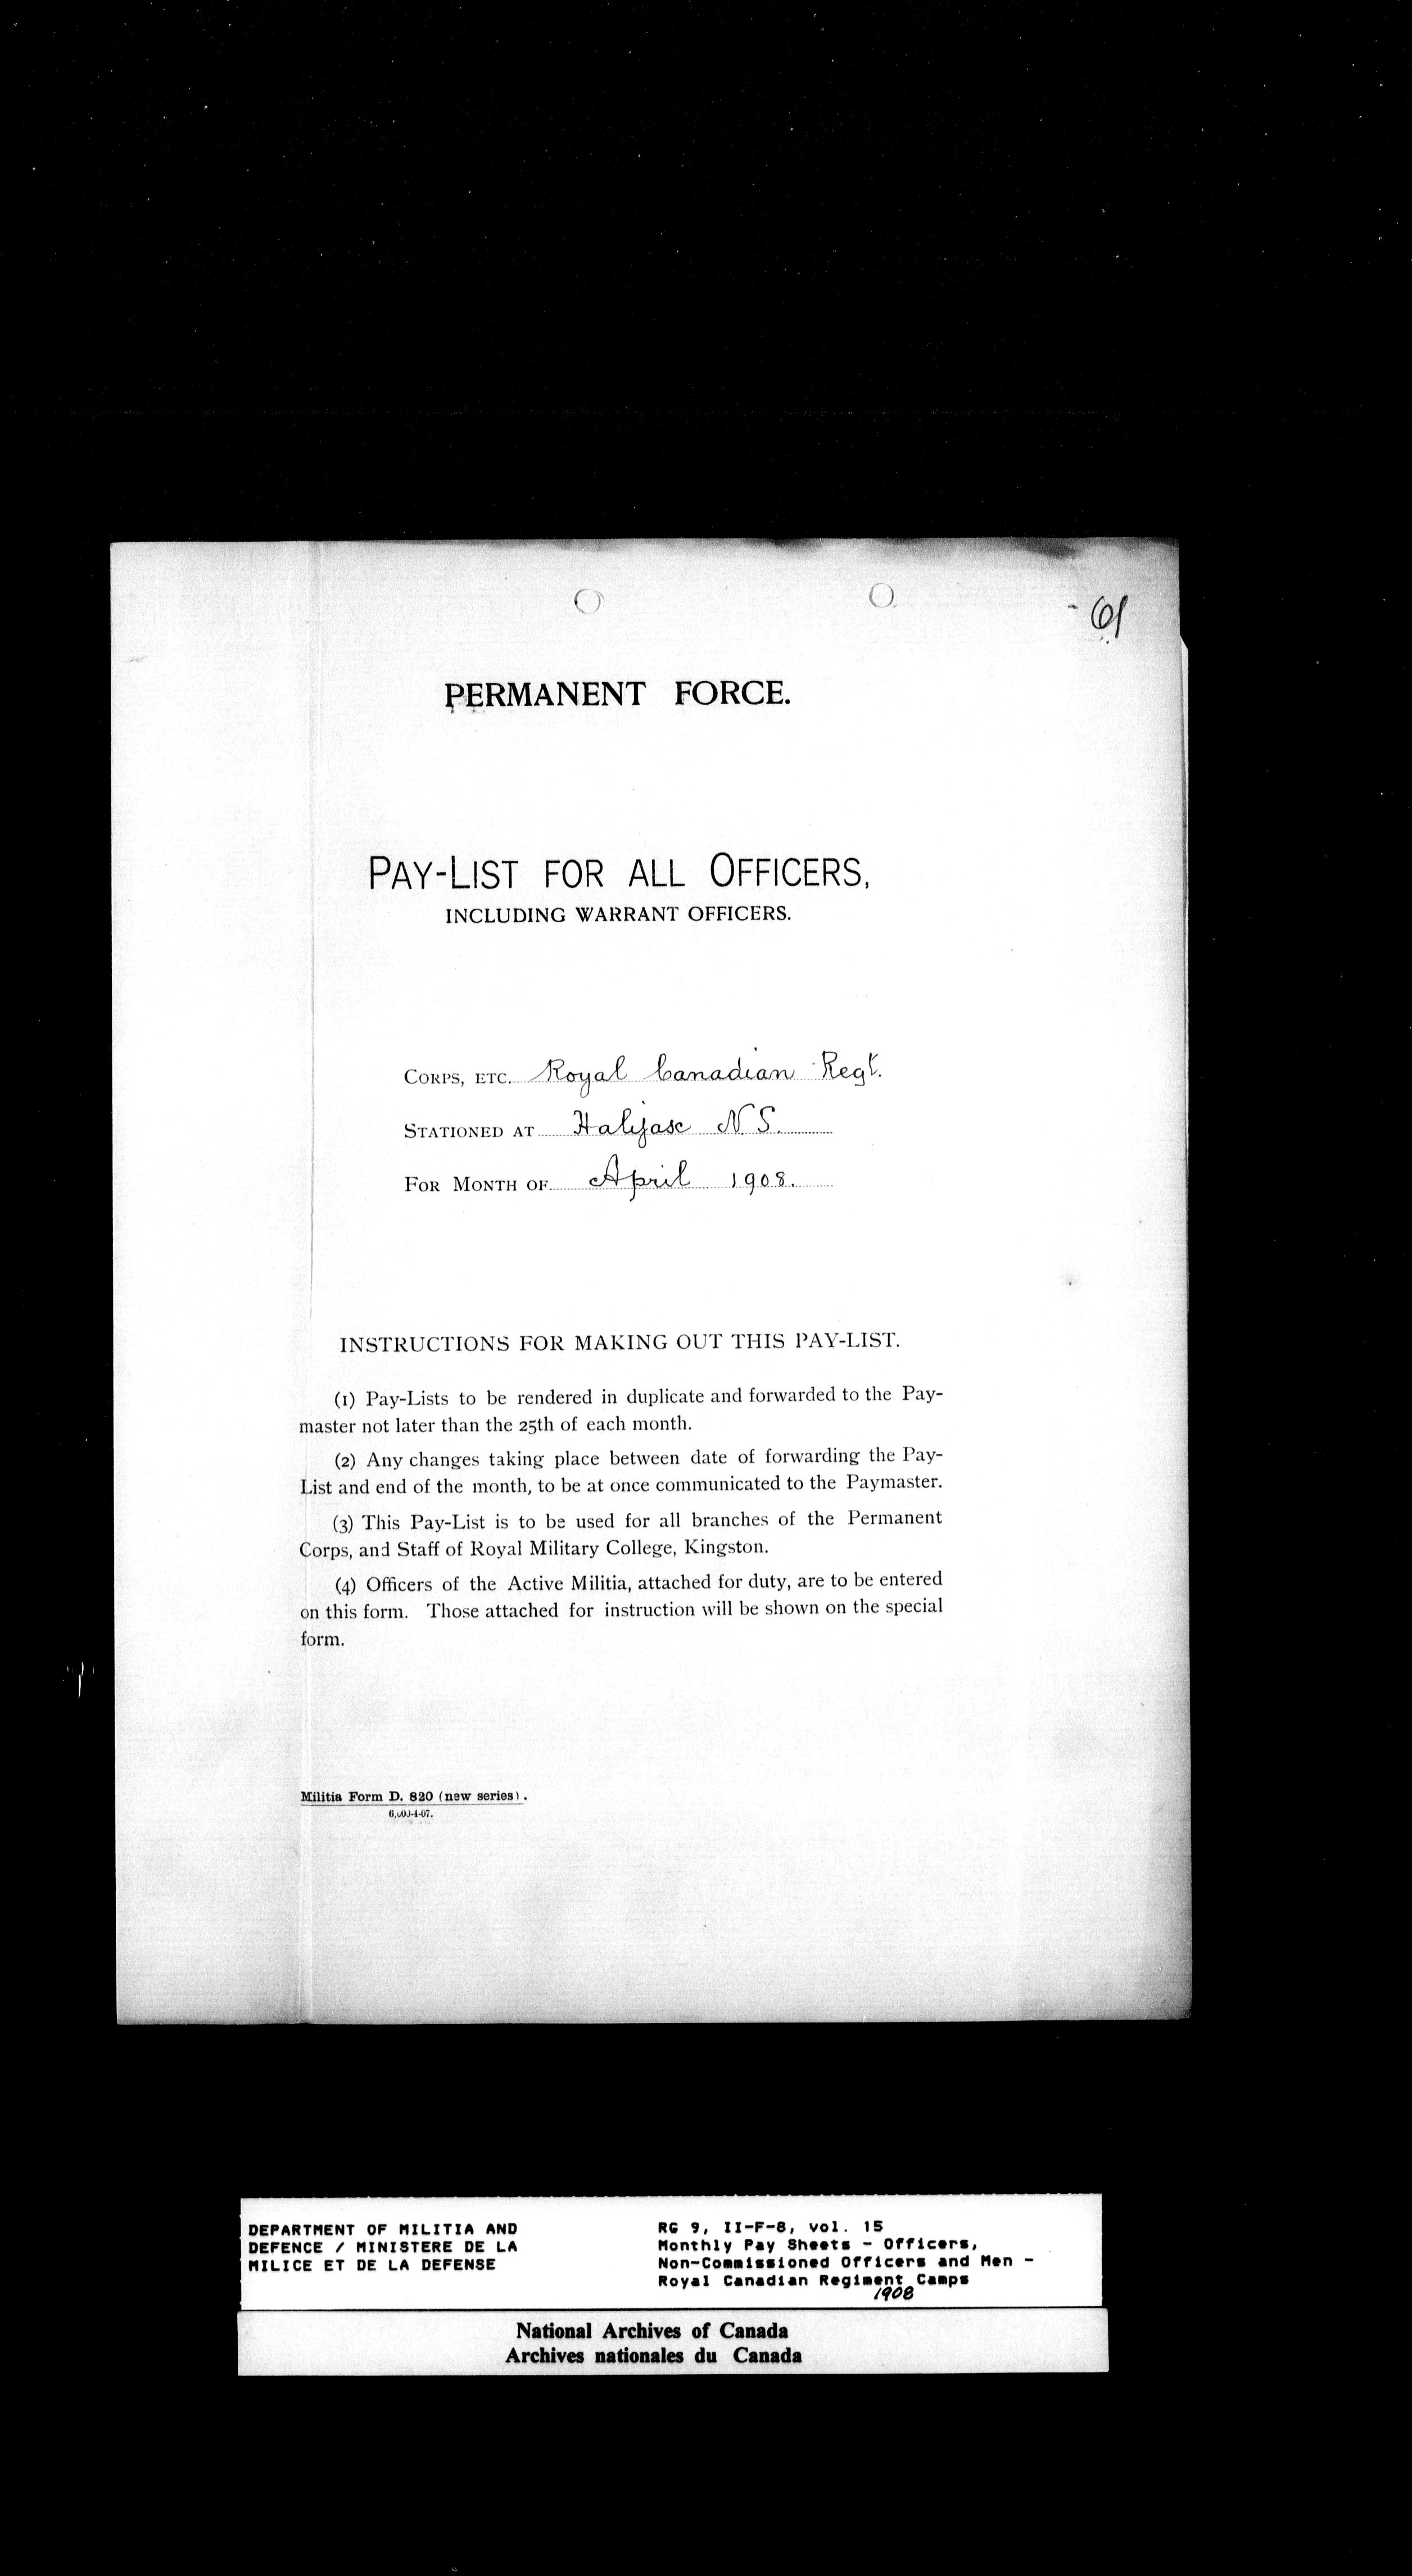 61
PERMANENT FORCE.
PAY-LIST FOR ALL OFFICERS,
INCLUDING WARRANT OFFICERS.
CORPS, ETC. Royal Canadian Regt.
STATIONED AT Halifax N.S.
FOR MONTH OF April 1908.
INSTRUCTIONS FOR MAKING OUT THIS PAY-LIST.
(1) Pay-Lists to be rendered in duplicate and forwarded to the Pay-
master not later than the 25th of each month.
(2) Any changes taking place between date of forwarding the Pay-
List and end of the month, to be at once communicated to the Paymaster.
(3) This Pay-List is to be used for all branches of the Permanent
Corps, and Staff of Royal Military College, Kingston.
(4) Officers of the Active Militia, attached for duty, are to be entered
on this form. Those attached for instruction will be shown on the special
form.
Militia Form D. 820 (new series).
6,000-4-07.
DEPARTMENT OF MILITIA AND
DEFENCE / MINISTERE DE LA
MILICE ET DE LA DEFENSE
RG 9, II-F-8, vol. 15
Monthly Pay Sheets - Officers,
Non-Commissioned Officers and Men -
Royal Canadian Regiment Camps
1908
National Archives of Canada
Archives nationales du Canada